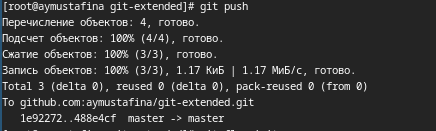 [root@aymustafina git-extended]# git push
Перечисление объектов: 4, готово.
Подсчет объектов: 100% (4/4), готово.
Сжатие объектов: 100% (3/3), готово.
Запись объектов: 100% (3/3), 1.17 КиБ | 1.17 МиБ/с, готово.
Total 3 (delta 0), reused 0 (delta 0), pack-reused 0 (from 0)
To github.com:aymustafina/git-extended.git
   1e92272..488e4cf  master -> master